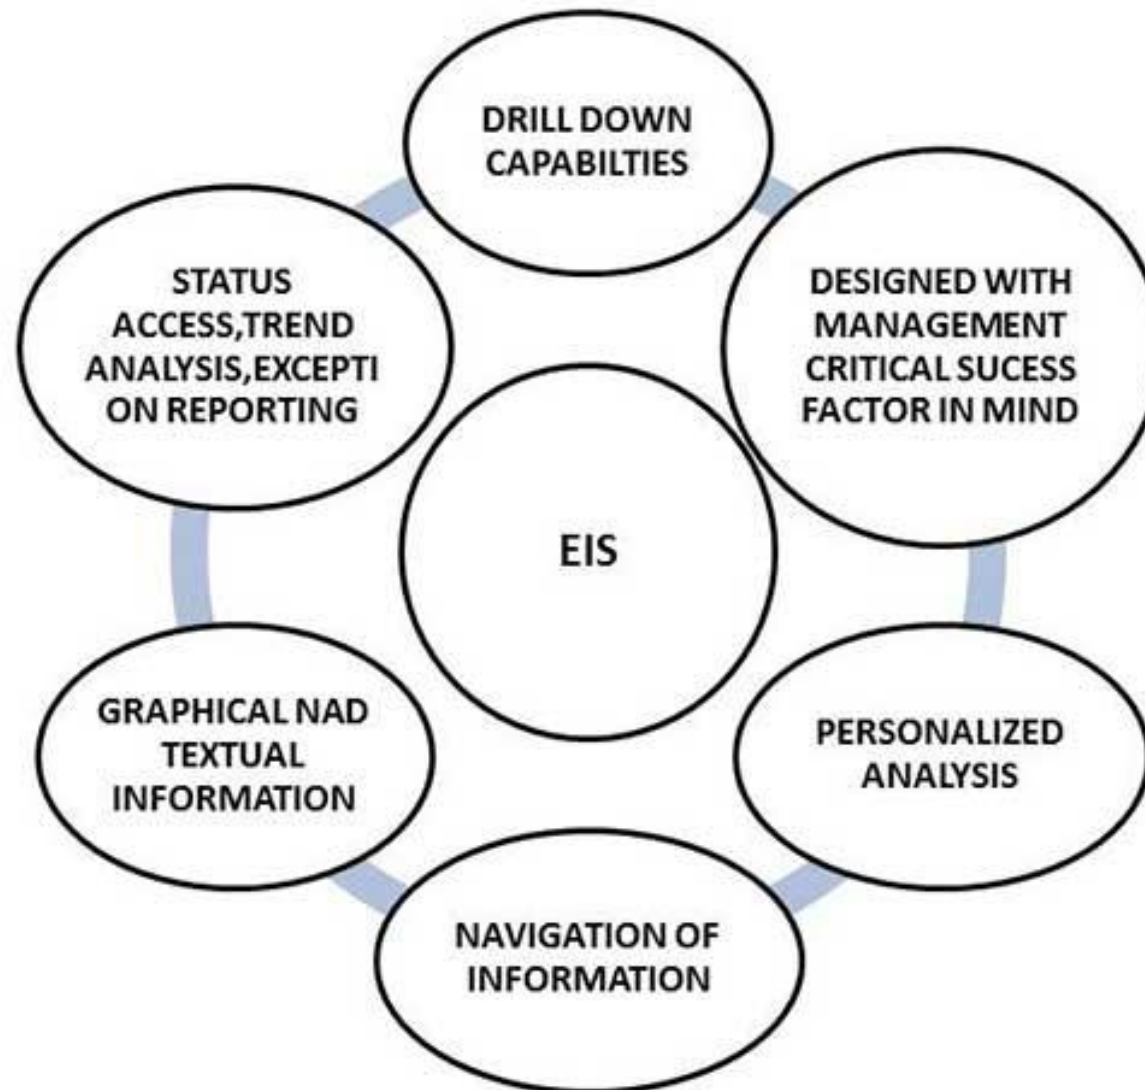 DRILL DOWN
CAPABILTIES
DESIGNED WITH
MANAGEMENT
CRITICAL SUCESS
FACTOR IN MIND
STATUS
ACCESS,TREND
ANALYSIS,EXCEPTI
ON REPORTING
EIS
GRAPHICAL NAD
TEXTUAL
INFORMATION
PERSONALIZED
ANALYSIS
NAVIGATION OF
INFORMATION